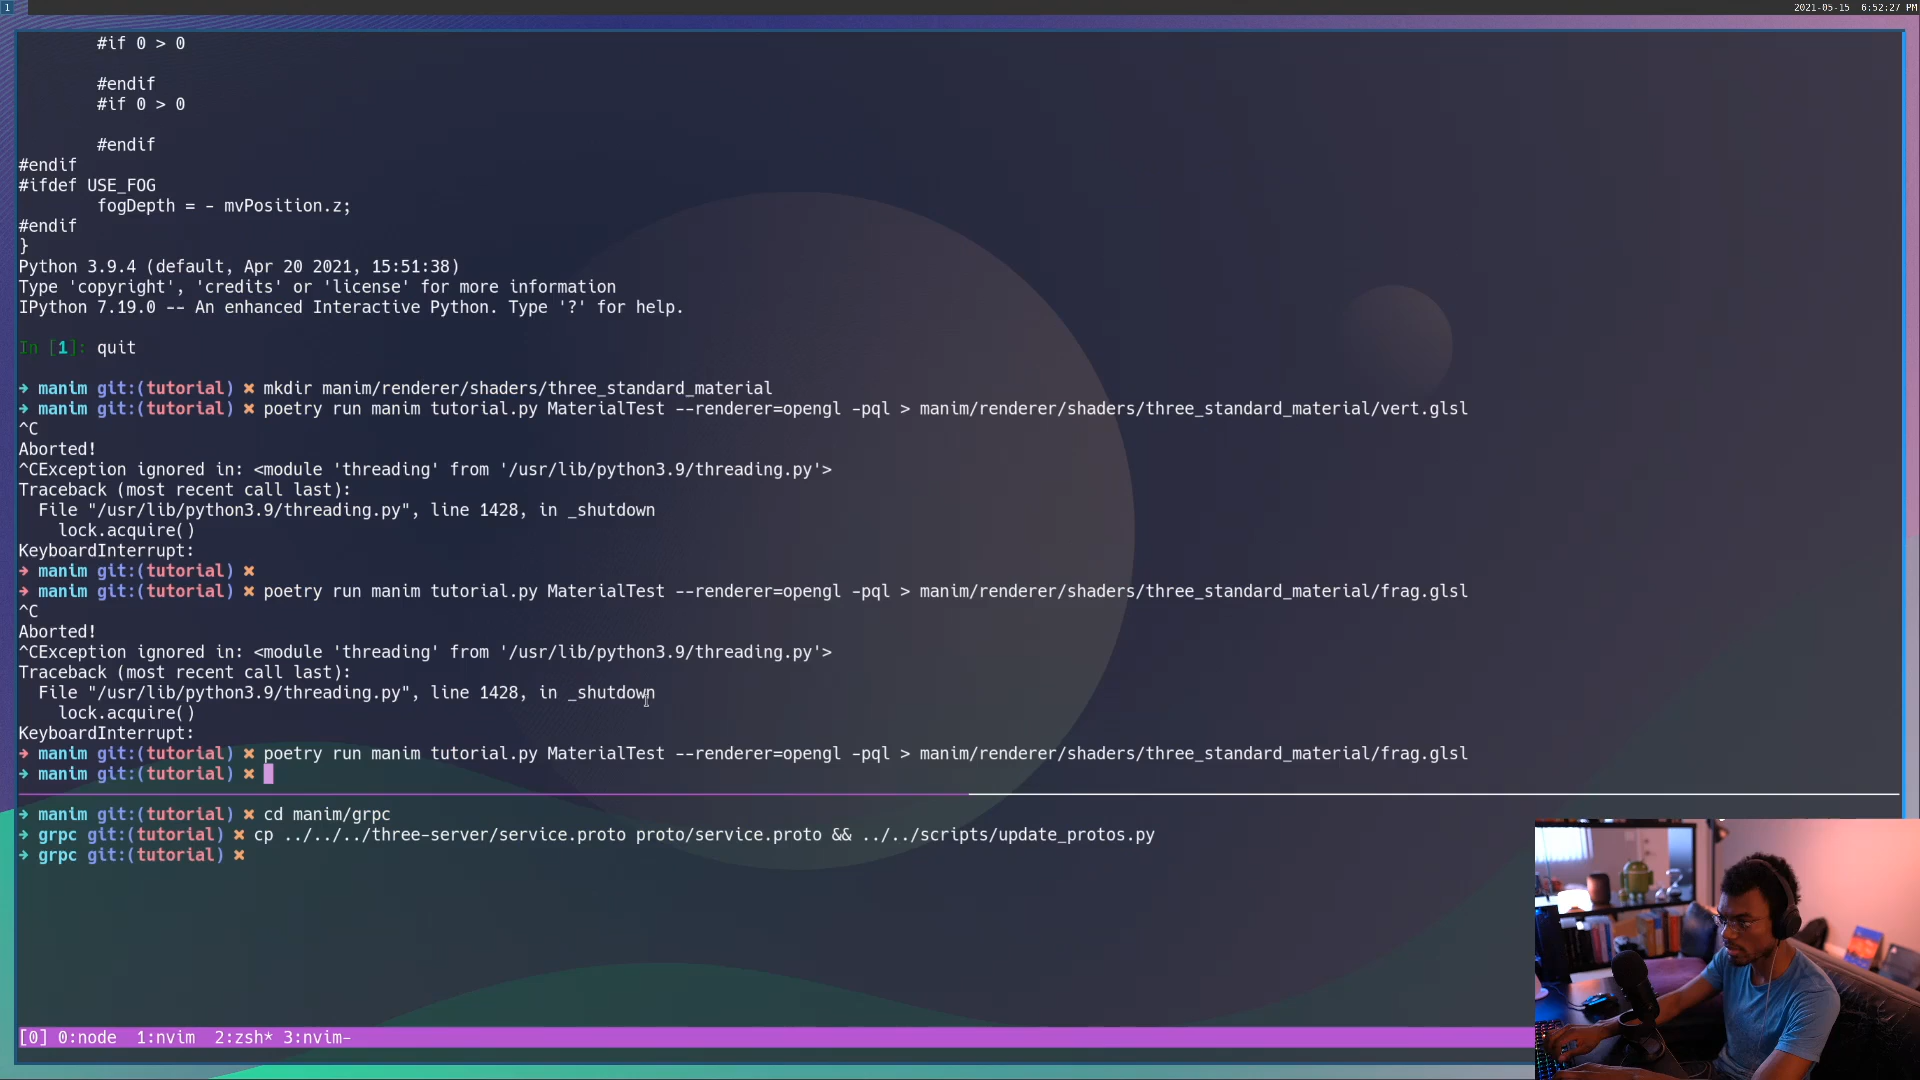 1
2021-05-15 6:52:27 PM
#if 0 > 0
#endif
#if 0 > 0
#endif
#endif
#ifdef USE_FOG
fogDepth = - mvPosition.z;
#endif
}
Python 3.9.4 (default, Apr 20 2021, 15:51:38)
Type 'copyright', 'credits' or 'license' for more information
IPython 7.19.0 -- An enhanced Interactive Python. Type '?' for help.
In [1]: quit
→ manim git:(tutorial) ✖ mkdir manim/renderer/shaders/three_standard_material
→ manim git:(tutorial) ✖ poetry run manim tutorial.py MaterialTest --renderer=opengl -pql > manim/renderer/shaders/three_standard_material/vert.glsl
^C
Aborted!
^CException ignored in: <module 'threading' from '/usr/lib/python3.9/threading.py'>
Traceback (most recent call last):
File "/usr/lib/python3.9/threading.py", line 1428, in _shutdown
lock.acquire()
KeyboardInterrupt:
→ manim git:(tutorial) ✖
→ manim git:(tutorial) ✖ poetry run manim tutorial.py MaterialTest --renderer=opengl -pql > manim/renderer/shaders/three_standard_material/frag.glsl
^C
Aborted!
^CException ignored in: <module 'threading' from '/usr/lib/python3.9/threading.py'>
Traceback (most recent call last):
File "/usr/lib/python3.9/threading.py", line 1428, in _shutdown
lock.acquire()
KeyboardInterrupt:
→ manim git:(tutorial) ✖ poetry run manim tutorial.py MaterialTest --renderer=opengl -pql > manim/renderer/shaders/three_standard_material/frag.glsl
→ manim git:(tutorial) ✖
→ manim git:(tutorial) ✖ cd manim/grpc
→ grpc git:(tutorial) ✖ cp ../../../three-server/service.proto proto/service.proto && ../../scripts/update_protos.py
→ grpc git:(tutorial) ✖
[0] 0:node 1:nvim 2:zsh* 3:nvim-